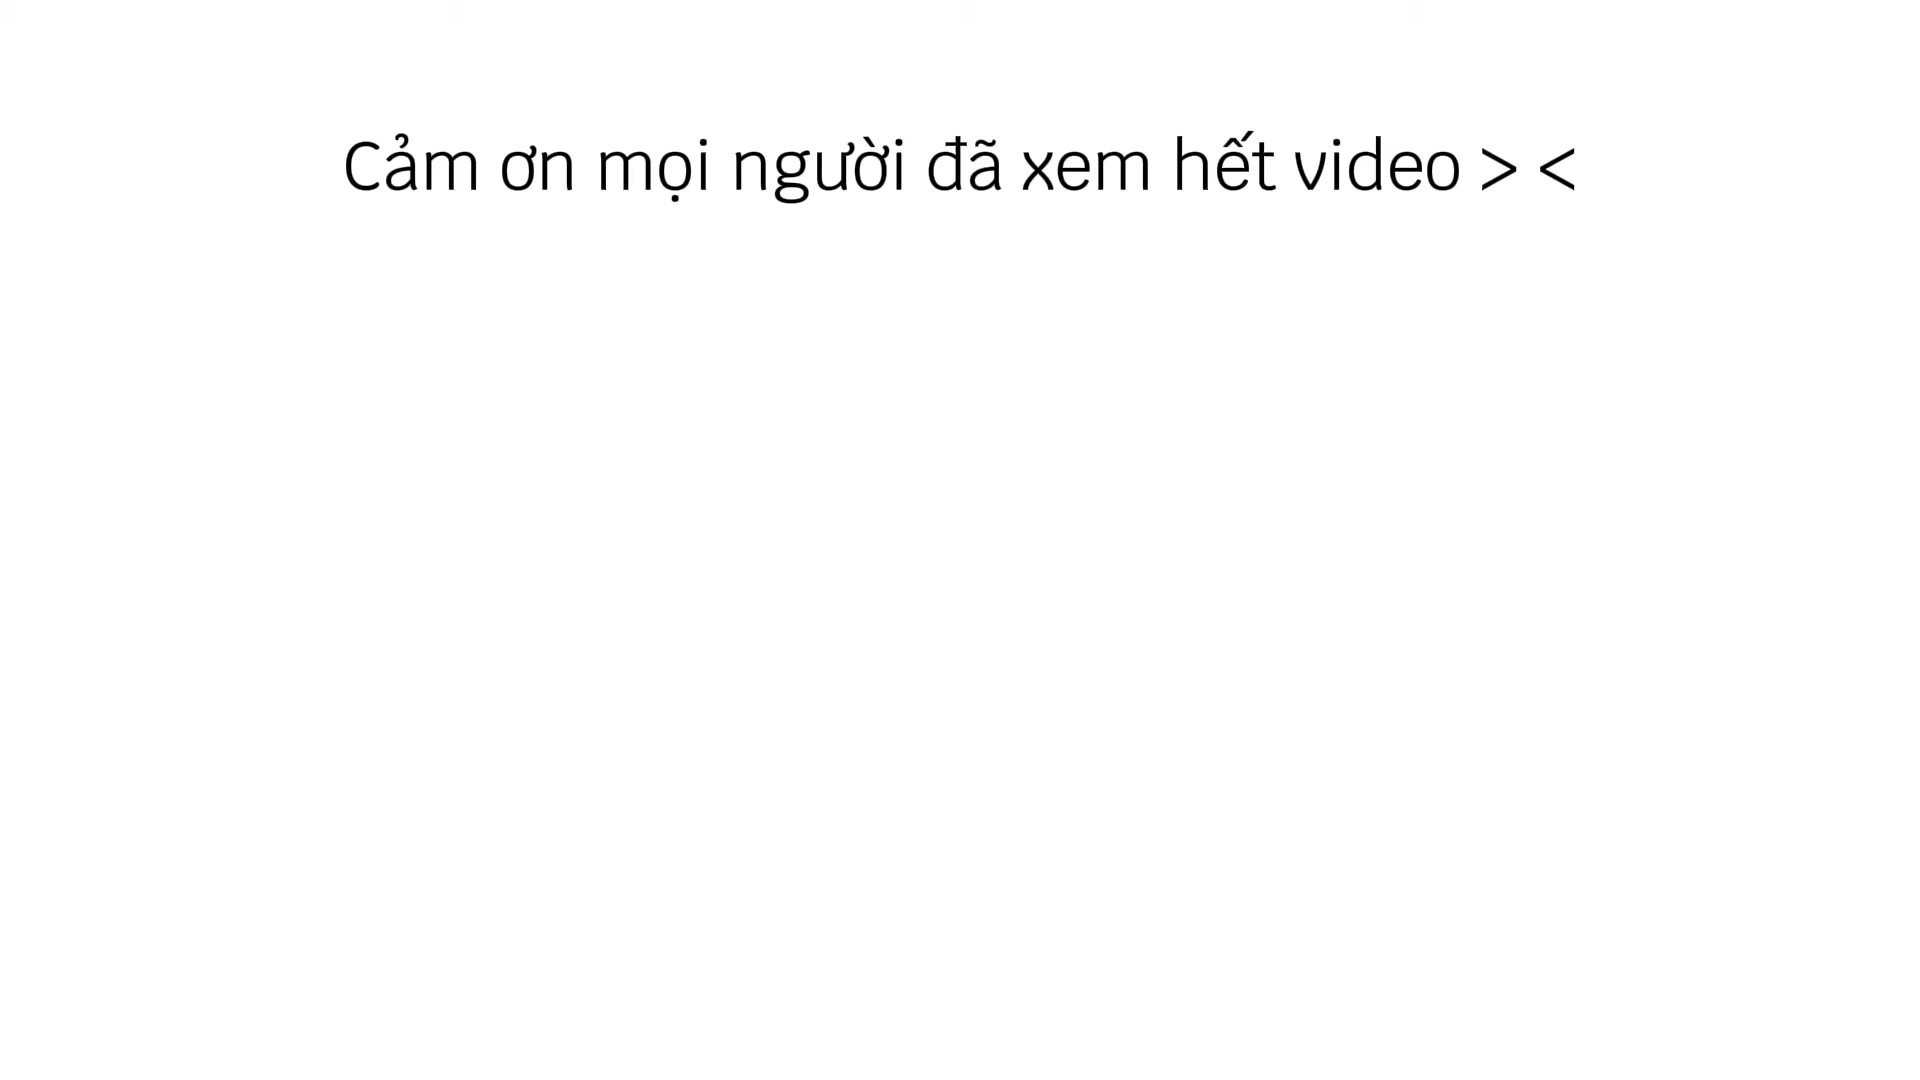 Cảm ơn mọi người đã xem hết video > <